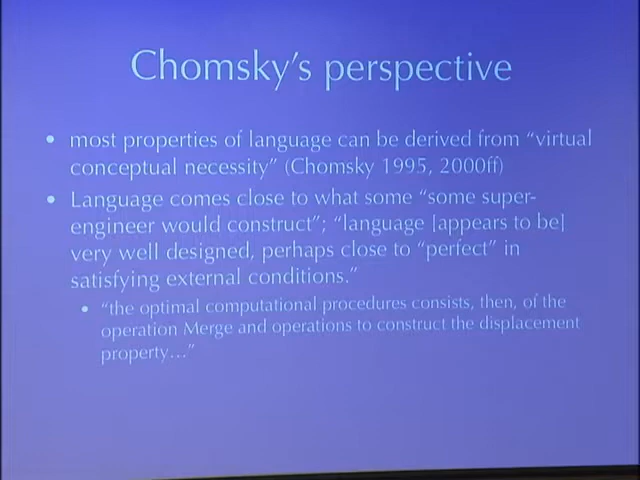 Chomsky's perspective
• most properties of language can be derived from "virtual
conceptual necessity" (Chomsky 1995, 2000ff)
• Language comes close to what some "some super-
engineer would construct"; "language [appears to be]
very well designed, perhaps close to "perfect" in
satisfying external conditions."
• "the optimal computational procedures consists, then, of the
operation Merge and operations to construct the displacement
property…"